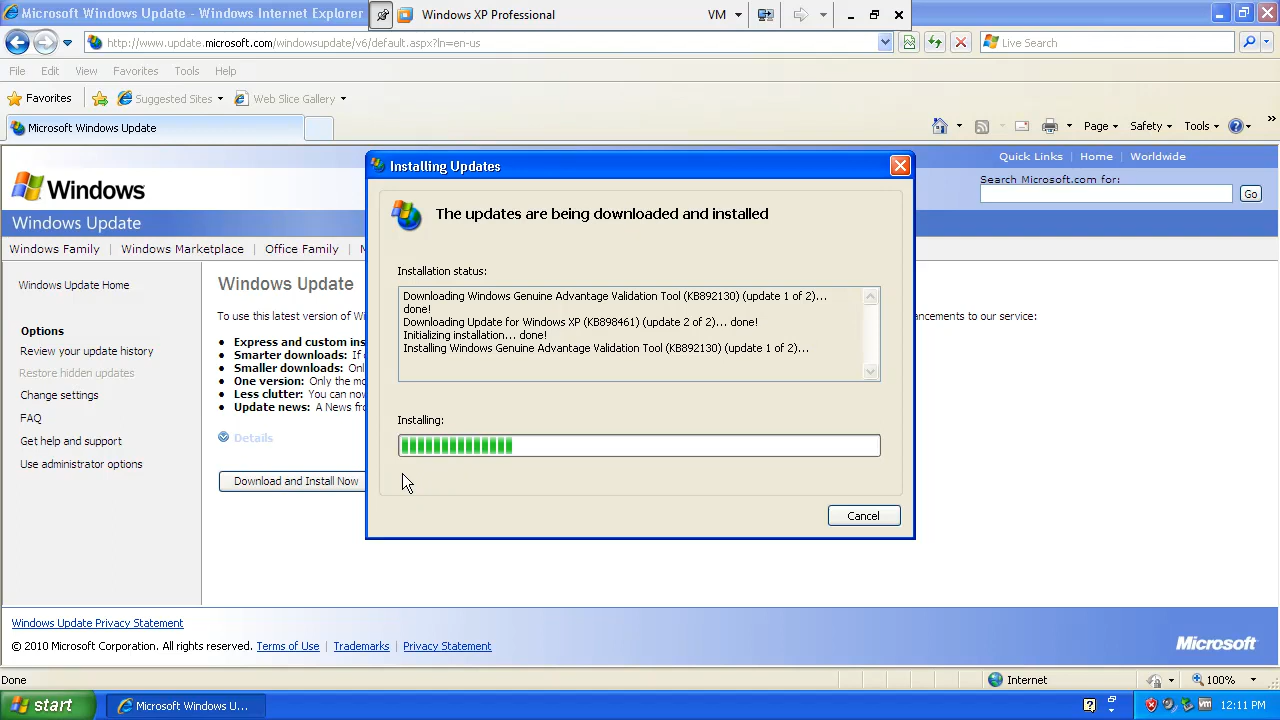 Microsoft Windows Update - Windows Internet Explorer
Windows XP Professional
VM
http://www.update.microsoft.com/windowsupdate/v6/default.aspx?ln=en-us
Live Search
File Edit View Favorites Tools Help
Favorites Suggested Sites Web Slice Gallery
Microsoft Windows Update
Page Safety Tools
Quick Links | Home | Worldwide
Windows
Search Microsoft.com for:
Go
Windows Update
Windows Family | Windows Marketplace | Office Family |
Installing Updates
The updates are being downloaded and installed
Installation status:
Downloading Windows Genuine Advantage Validation Tool (KB892130) (update 1 of 2)...
done!
Downloading Update for Windows XP (KB898461) (update 2 of 2)... done!
Initializing installation... done!
Installing Windows Genuine Advantage Validation Tool (KB892130) (update 1 of 2)...
Installing:
Cancel
Windows Update Home
Options
Review your update history
Restore hidden updates
Change settings
FAQ
Get help and support
Use administrator options
Windows Update
To use this latest version of Wi
ancements to our service:
• Express and custom ins
• Smarter downloads: If
• Smaller downloads: Onl
• One version: Only the mo
• Less clutter: You can now
• Update news: A News fro
Details
Download and Install Now
Windows Update Privacy Statement
© 2010 Microsoft Corporation. All rights reserved. Terms of Use | Trademarks | Privacy Statement
Microsoft
Done
Internet
100%
start
Microsoft Windows U...
12:11 PM